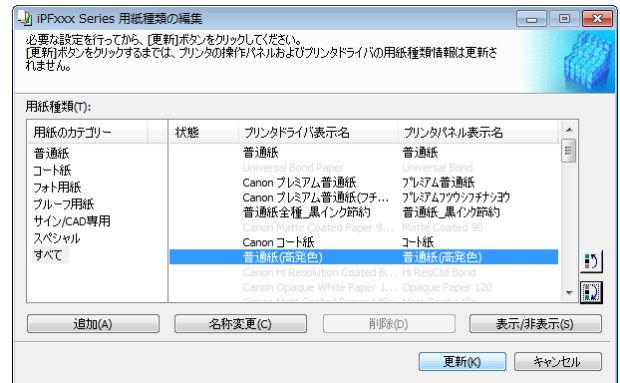 iPFxxx Series 用紙種類の編集
必要な設定を行ってから、[更新]ボタンをクリックしてください。
[更新]ボタンをクリックするまでは、プリンタの操作パネルおよびプリンタドライバの用紙種類情報は更新さ
れません。
用紙種類(T):
用紙のカテゴリー 状態 プリンタドライバ表示名 プリンタパネル表示名
普通紙
コート紙
フォト用紙
プルーフ用紙
サイン/CAD専用
スペシャル
すべて
普通紙 普通紙
Universal Bond Paper Universal Bond
Canon プレミアム普通紙 プレミアム普通紙
Canon プレミアム普通紙(フチ... プレミアムフツウシフチナシヨウ
普通紙全種_黒インク節約 普通紙_黒インク節約
Canon Matte Coated Paper 9... Matte Coated 90
Canon コート紙 コート紙
普通紙(高発色) 普通紙(高発色)
Canon Hi Resolution Coated B... Hi ResCtd Bond
Canon Opaque White Paper 1... Opaque Paper 120
追加(A) 名称変更(C) 削除(D) 表示/非表示(S)
更新(K) キャンセル